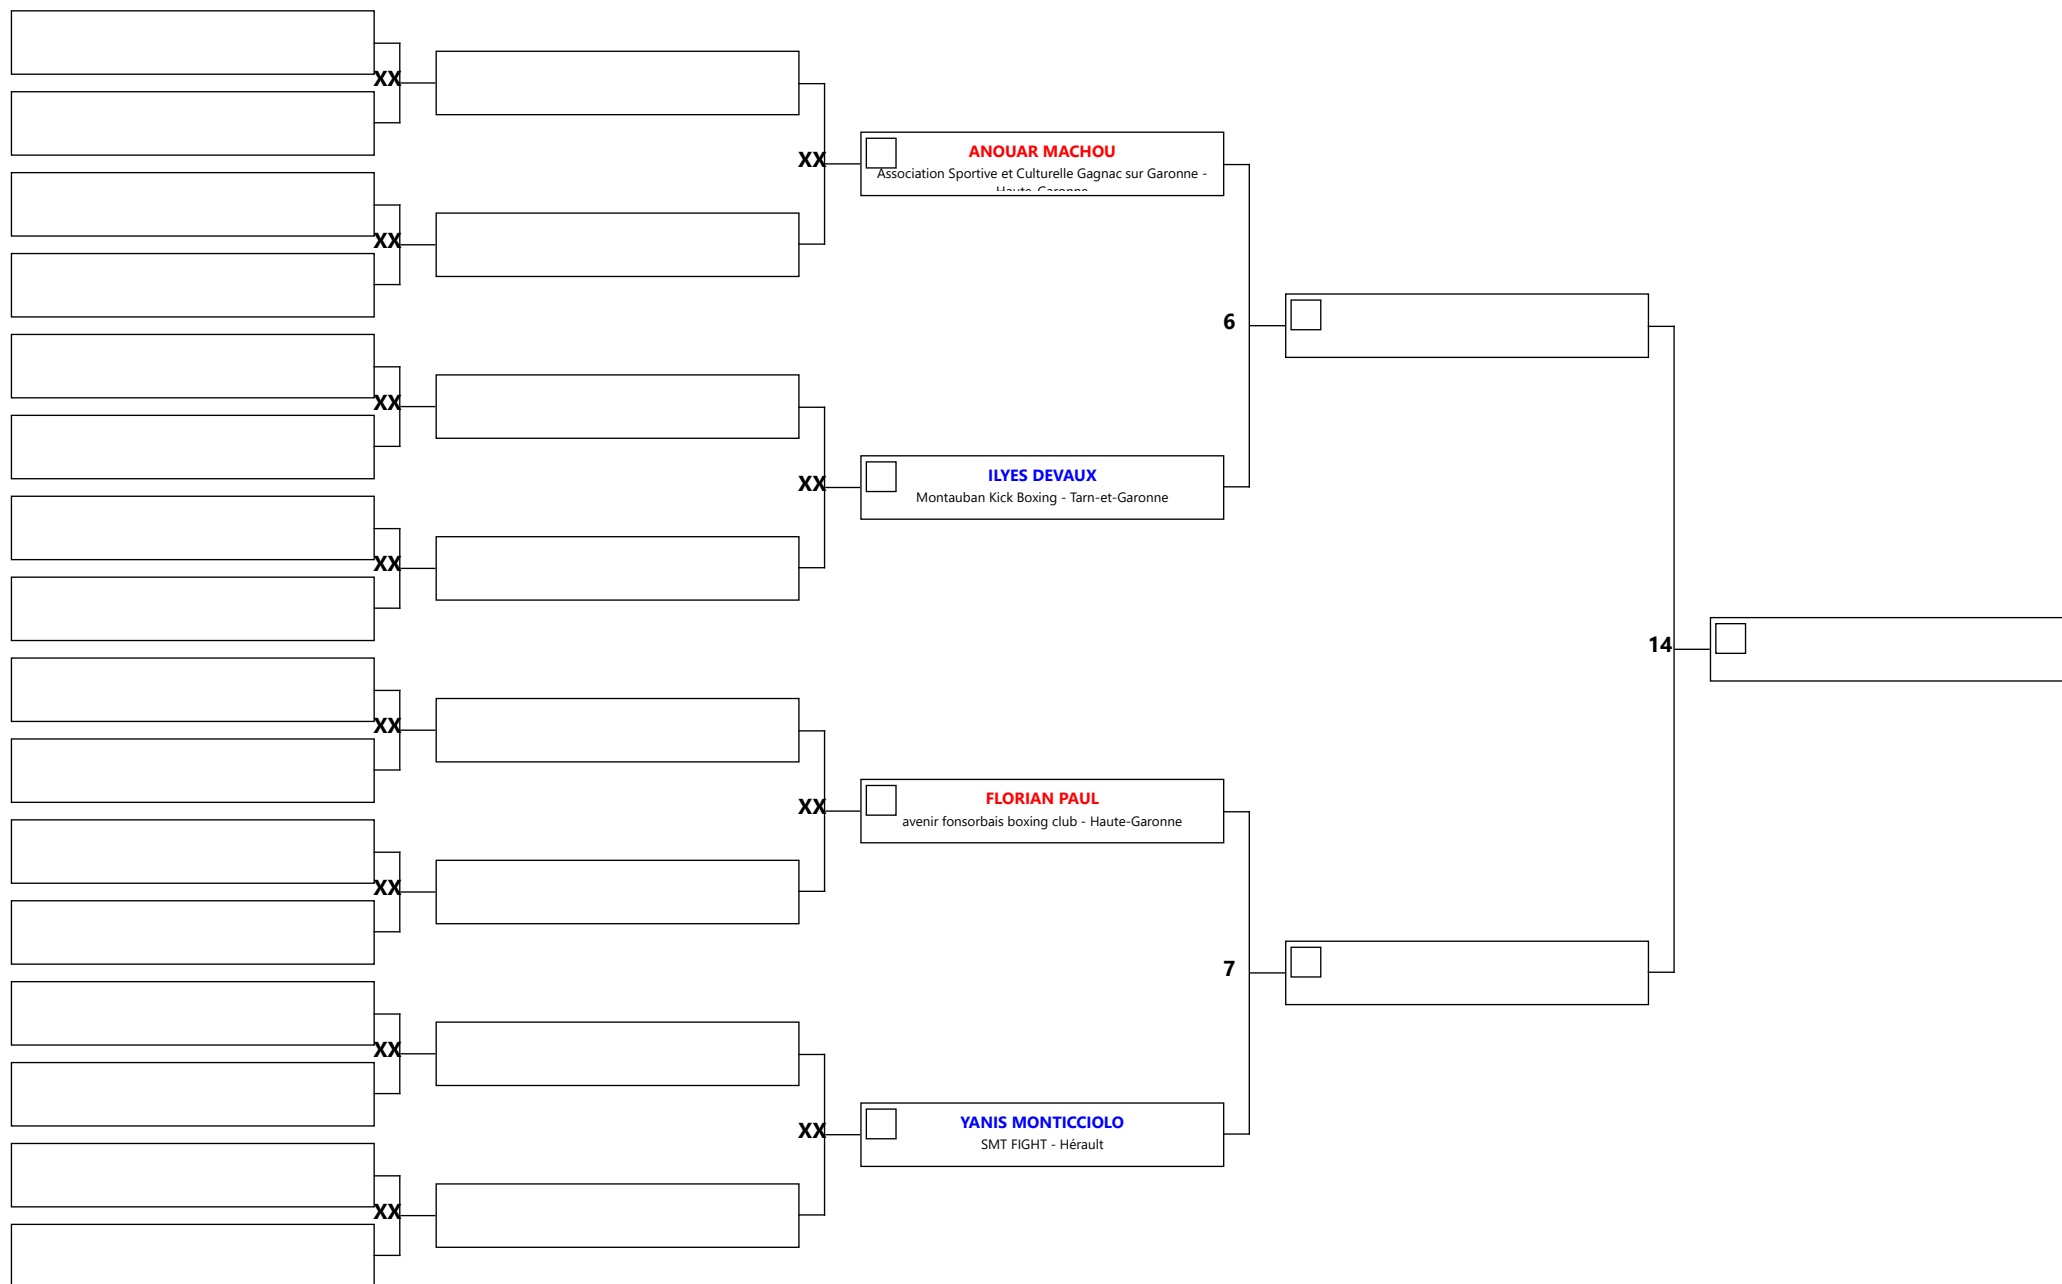 XX
XX
XX
XX
XX
XX
XX
XX
XX
XX
XX
XX
ANOUAR MACHOU
Association Sportive et Culturelle Gagnac sur Garonne -
Haute-Garonne
ILYES DEVAUX
Montauban Kick Boxing - Tarn-et-Garonne
FLORIAN PAUL
avenir fonsorbais boxing club - Haute-Garonne
YANIS MONTICCIOLO
SMT FIGHT - Hérault
6
7
14